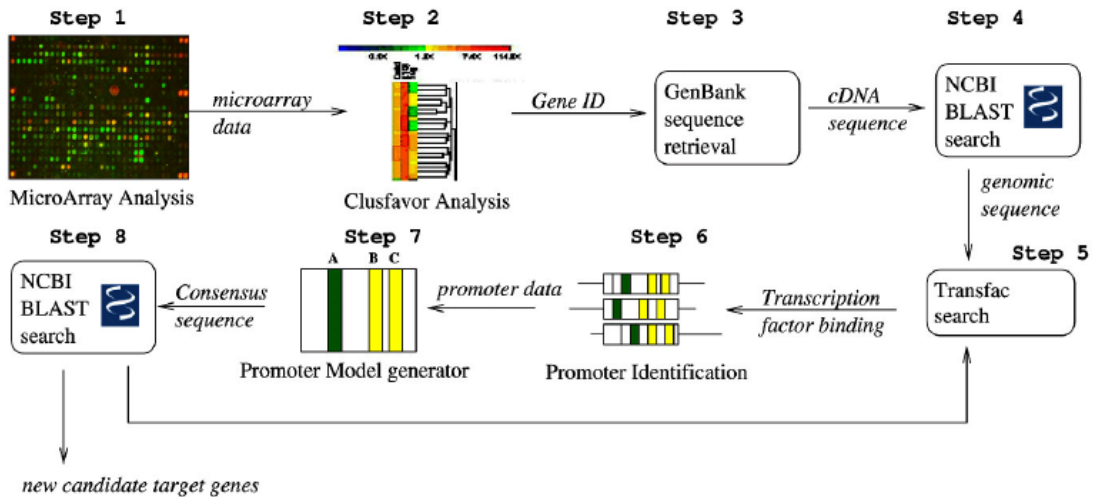 Step 1
Step 2
Step 3
Step 4
microarray
data
Gene ID
GenBank
sequence
retrieval
cDNA
sequence
NCBI
BLAST
search
MicroArray Analysis
Clusfavor Analysis
genomic
sequence
Step 8
Step 7
Step 6
Step 5
NCBI
BLAST
search
Consensus
sequence
A B C
promoter data
Transcription
factor binding
Transfac
search
Promoter Model generator
Promoter Identification
new candidate target genes